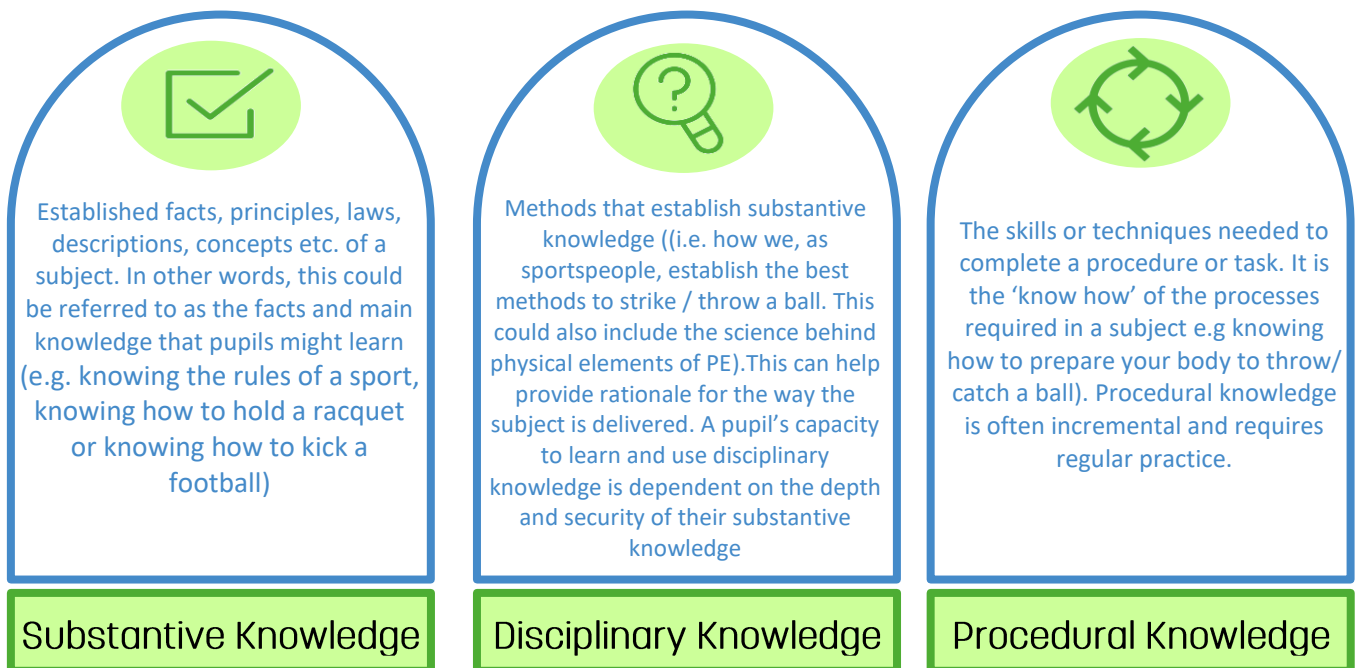 Established facts, principles, laws,
descriptions, concepts etc. of a
subject. In other words, this could
be referred to as the facts and main
knowledge that pupils might learn
(e.g. knowing the rules of a sport,
knowing how to hold a racquet
or knowing how to kick a
football)
Substantive Knowledge
?
Methods that establish substantive
knowledge ((i.e. how we, as
sportspeople, establish the best
methods to strike / throw a ball. This
could also include the science behind
physical elements of PE).This can help
provide rationale for the way the
subject is delivered. A pupil’s capacity
to learn and use disciplinary
knowledge is dependent on the depth
and security of their substantive
knowledge
Disciplinary Knowledge
The skills or techniques needed to
complete a procedure or task. It is
the ‘know how’ of the processes
required in a subject e.g knowing
how to prepare your body to throw/
catch a ball). Procedural knowledge
is often incremental and requires
regular practice.
Procedural Knowledge